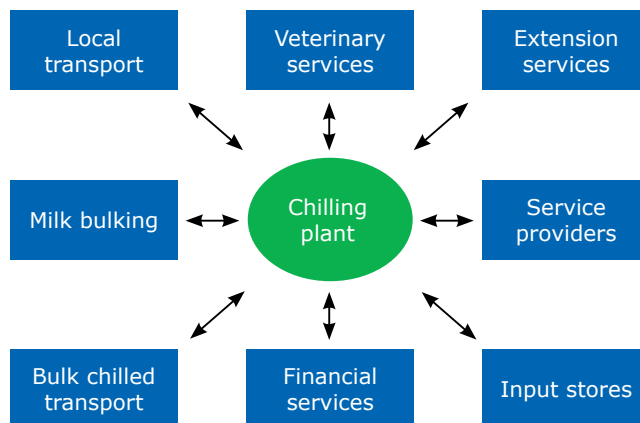 Local
transport
Veterinary
services
Extension
services
Milk bulking
Chilling
plant
Service
providers
Bulk chilled
transport
Financial
services
Input stores